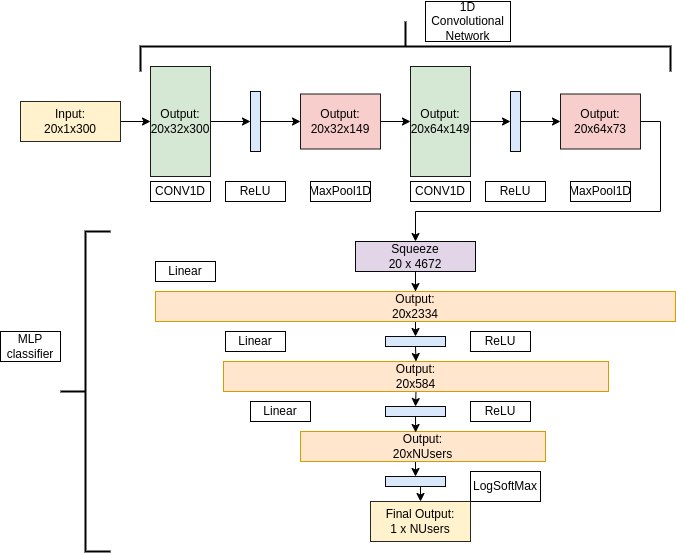 1D
Convolutional
Network
Input:
20x1x300
Output:
20x32x300
Output:
20x32x149
Output:
20x64x149
Output:
20x64x73
CONV1D
ReLU
MaxPool1D
CONV1D
ReLU
MaxPool1D
Squeeze
20 x 4672
Linear
Output:
20x2334
MLP
classifier
Linear
ReLU
Output:
20x584
Linear
ReLU
Output:
20xNUsers
LogSoftMax
Final Output:
1 x NUsers